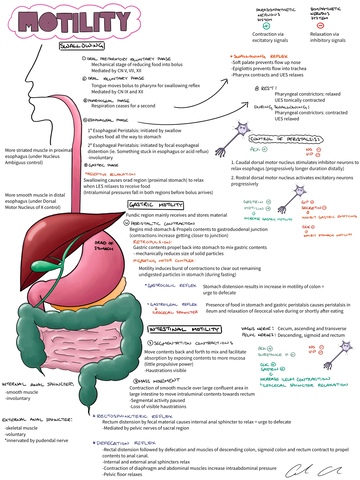 MOTILITY
PARASYMPATHETIC NERVOUS SYSTEM
Contraction via excitatory signals
SYMPATHETIC NERVOUS SYSTEM
Relaxation via inhibitory signals
SWALLOWING
① ORAL PREPARATORY VOLUNTARY PHASE
Mechanical stage of reducing food into bolus
Mediated by CN V, VII, XII
② ORAL VOLUNTARY PHASE
Tongue moves bolus to pharynx for swallowing reflex
Mediated by CN IX and XII
③ PHARYNGEAL PHASE
Respiration ceases for a second
④ ESOPHAGEAL PHASE
1° Esophageal Peristalsis: initiated by swallow
pushes food all the way to stomach
2° Esophageal Peristalsis: initiated by focal esophageal
distention (ie. Something stuck in esophagus or acid reflux)
-involuntary
⑤ GASTRIC PHASE
*RECEPTIVE RELAXATION
Swallowing causes orad region (proximal stomach) to relax
when LES relaxes to receive food
(Intraluminal pressures fall in both regions before bolus arrives)
*SWALLOWING REFLEX
-Soft palate prevents flow up nose
-Epiglottis prevents flow into trachea
-Pharynx contracts and UES relaxes
@ REST:
Pharyngeal constrictors: relaxed
UES tonically contracted
DURING SWALLOWING:
Pharyngeal constrictors: contracted
UES relaxed
CONTROL OF PERISTALSIS:
1. Caudal dorsal motor nucleus stimulates inhibitor neurons to
relax esophagus (progressively longer duration distally)
2. Rostral dorsal motor nucleus activates excitatory neurons
progressively
More striated muscle in proximal
esophagus (under Nucleus
Ambiguus control)
More smooth muscle in distal
esophagus (under Dorsal
Motor Nucleus of X control)
GASTRIC MOTILITY
Fundic region mainly receives and stores material
PERISTALTIC CONTRACTION
Begins mid-stomach & Propels contents to gastroduodenal junction
(contractions increase getting closer to junction)
RETROPULSION
Gastric contents propel back into stomach to mix gastric contents
- mechanically reduces size of solid particles
MIGRATING MOTOR COMPLEX
Motility induces burst of contractions to clear out remaining
undigested particles in stomach (during fasting)
ORAD OF STOMACH
*GASTROCOLIC REFLEX
Stomach distension results in increase in motility of colon =
urge to defecate
Presence of food in stomach and gastric peristalsis causes peristalsis in
ileum and relaxation of ileocecal valve during or shortly after eating
INTESTINAL MOTILITY
VAGUS NERVE: Cecum, ascending and transverse
PELVIC NERVES: Descending, sigmoid and rectum
① SEGMENTATION CONTRACTIONS
Move contents back and forth to mix and facilitate
absorption by exposing contents to more mucosa
(little propulsive power)
- Haustrations visible
② MASS MOVEMENT
Contraction of smooth muscle over large confluent area in
large intestine to move intraluminal contents towards rectum
- Segmental activity paused
- Loss of visible haustrations
INTERNAL ANAL SPHINCTER:
-smooth muscle
-involuntary
EXTERNAL ANAL SPHINCTER:
-skeletal muscle
-voluntary
*innervated by pudendal nerve
*RECTOSPHINCTERIC REFLEX
Rectum distension by fecal material causes internal anal sphincter to relax = urge to defecate
-Mediated by pelvic nerves of sacral region
*DEFECATION REFLEX
- Rectal distension followed by defecation and muscles of descending colon, sigmoid colon and rectum contract to propel
contents to anal canal.
- Internal and external anal sphincters relax
- Contraction of diaphragm and abdominal muscles increase intraabdominal pressure
- Pelvic floor relaxes